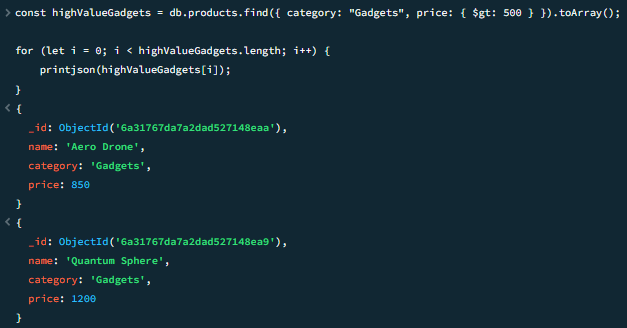 const highValueGadgets = db.products.find({ category: "Gadgets", price: { $gt: 500 } }).toArray();
for (let i = 0; i < highValueGadgets.length; i++) {
    printjson(highValueGadgets[i]);
}
{
  _id: ObjectId('6a31767da7a2dad527148eaa'),
  name: 'Aero Drone',
  category: 'Gadgets',
  price: 850
}
{
  _id: ObjectId('6a31767da7a2dad527148ea9'),
  name: 'Quantum Sphere',
  category: 'Gadgets',
  price: 1200
}